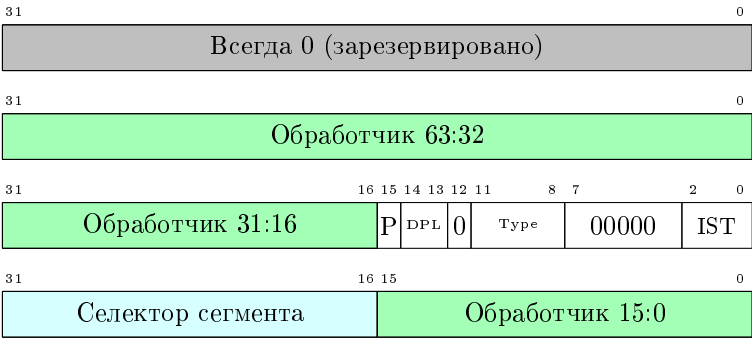 31 0
Всегда 0 (зарезервировано)
31 0
Обработчик 63:32
31 16 15 14 13 12 11 8 7 2 0
Обработчик 31:16 P DPL 0 Type 00000 IST
31 16 15 0
Селектор сегмента Обработчик 15:0